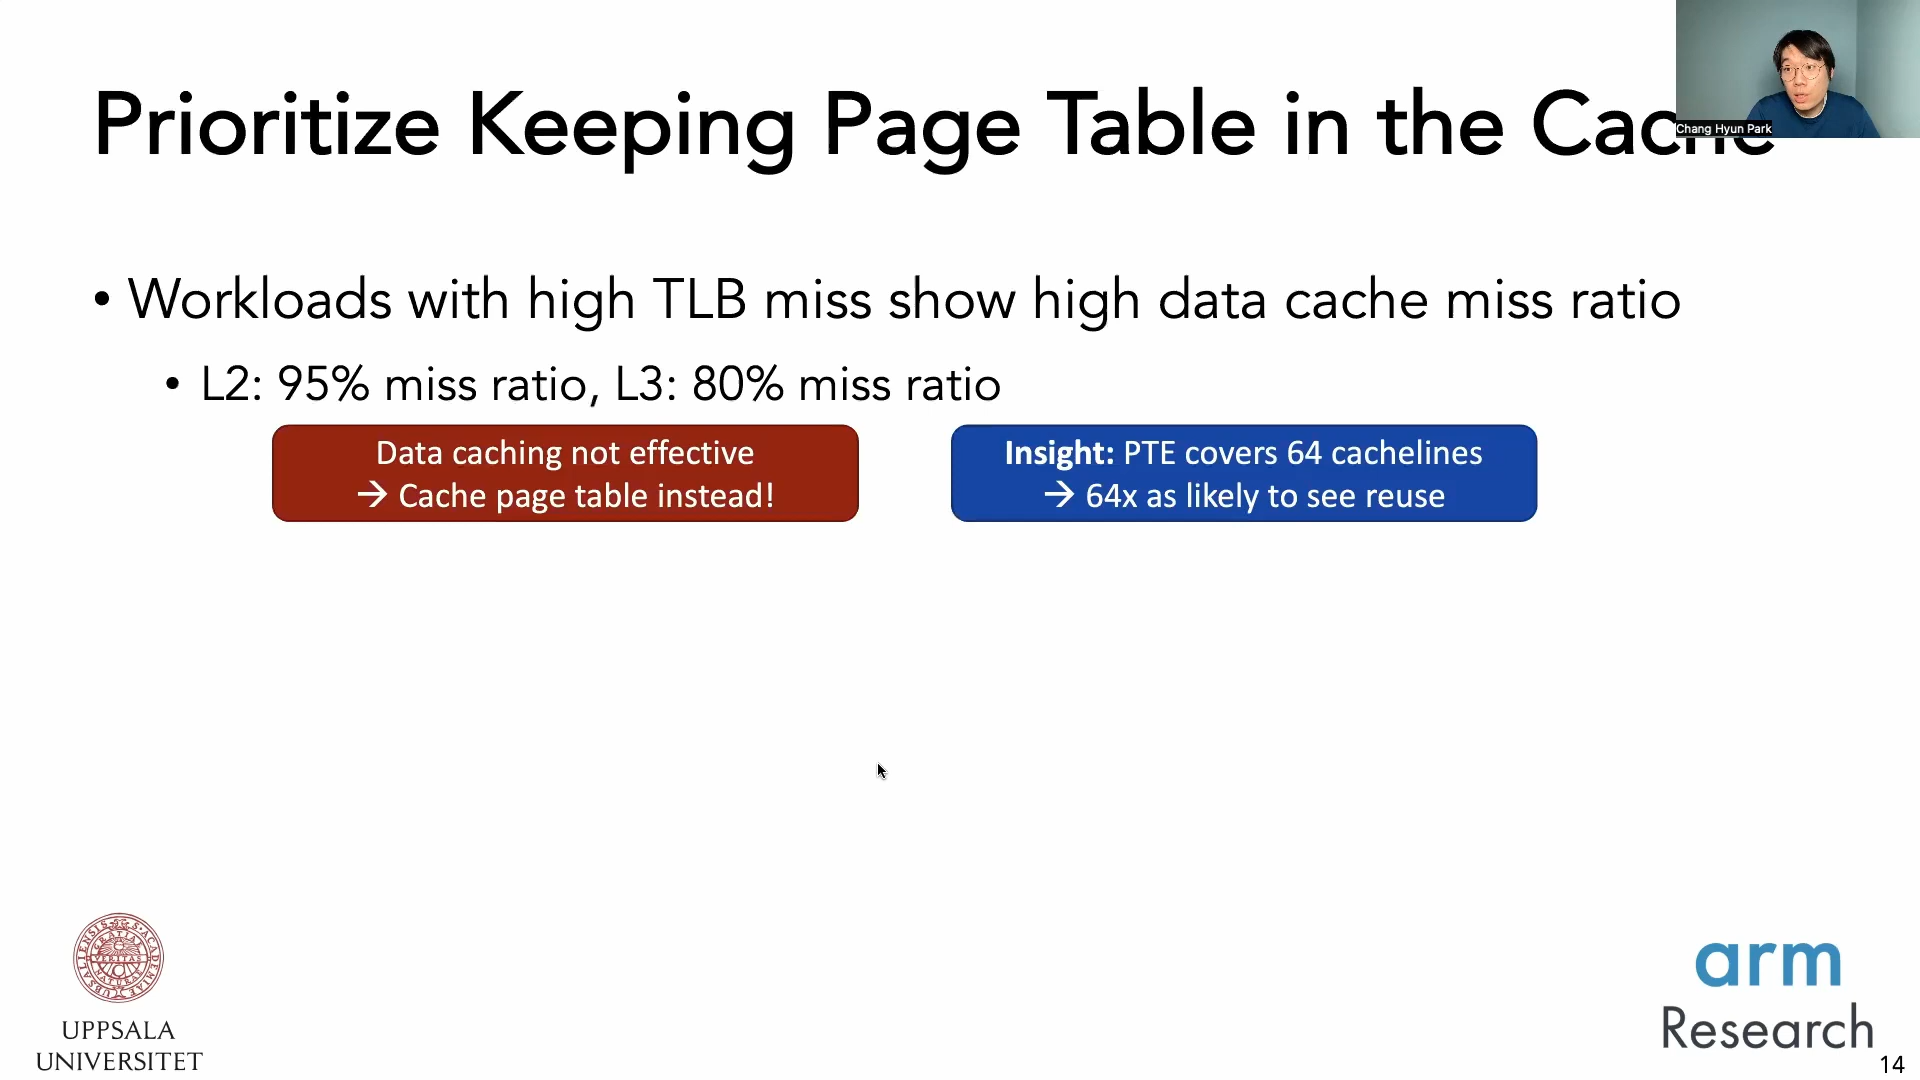 Prioritize Keeping Page Table in the Cache
Chang Hyun Park
• Workloads with high TLB miss show high data cache miss ratio
• L2: 95% miss ratio, L3: 80% miss ratio
Data caching not effective
→ Cache page table instead!
Insight: PTE covers 64 cachelines
→ 64x as likely to see reuse
UPPSALA
UNIVERSITET
arm
Research
14